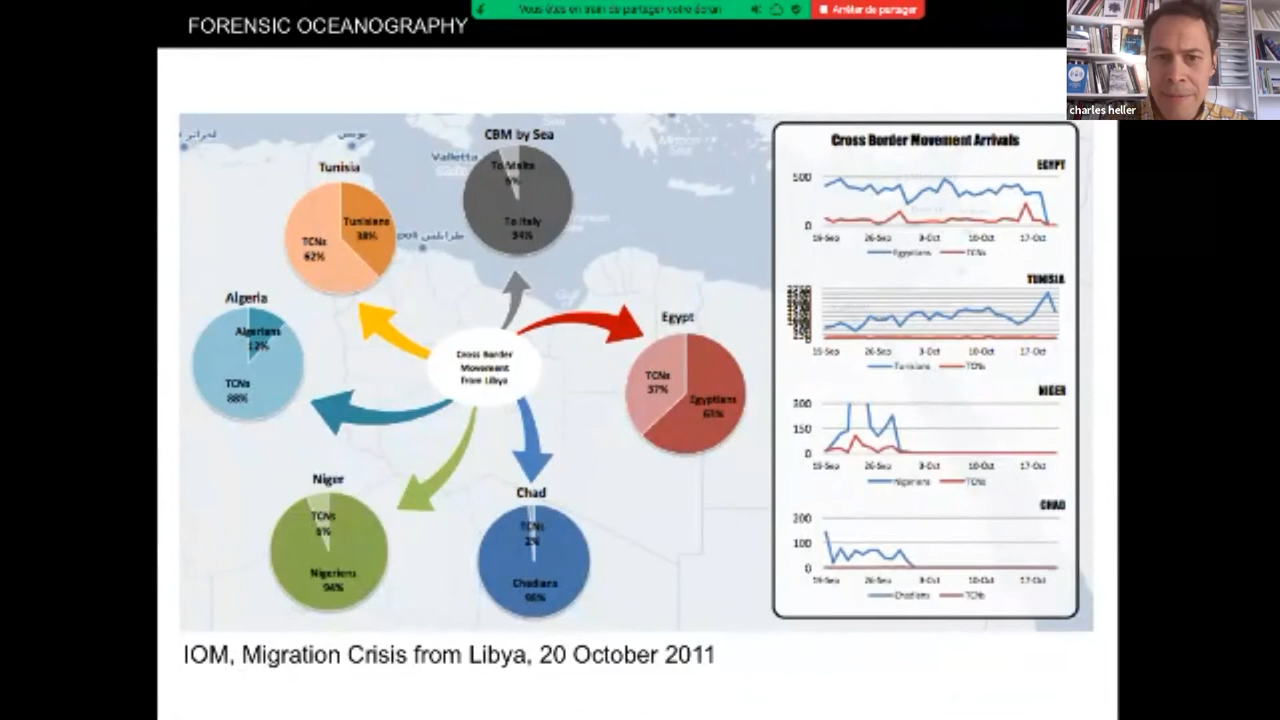 FORENSIC OCEANOGRAPHY
Vous êtes en train de partager votre écran
Arrêter de partager
charles heller
CBM by Sea
To Malta
6%
To Italy
94%
Valletta
تونس
طرابلس
Tunisia
Tunisians
38%
TCNs
62%
Algeria
Algerians
12%
TCNs
88%
Cross Border
Movement
from Libya
Egypt
TCNs
37%
Egyptians
63%
Niger
TCNs
6%
Nigeriens
94%
Chad
TCNs
2%
Chadians
98%
Cross Border Movement Arrivals
EGYPT
500
0
19-Sep 26-Sep 3-Oct 10-Oct 17-Oct
Egyptians TCNs
TUNISIA
19-Sep 26-Sep 3-Oct 10-Oct 17-Oct
Tunisians TCNs
NIGER
300
150
0
19-Sep 26-Sep 3-Oct 10-Oct 17-Oct
Nigeriens TCNs
CHAD
200
100
0
19-Sep 26-Sep 3-Oct 10-Oct 17-Oct
Chadians TCNs
IOM, Migration Crisis from Libya, 20 October 2011